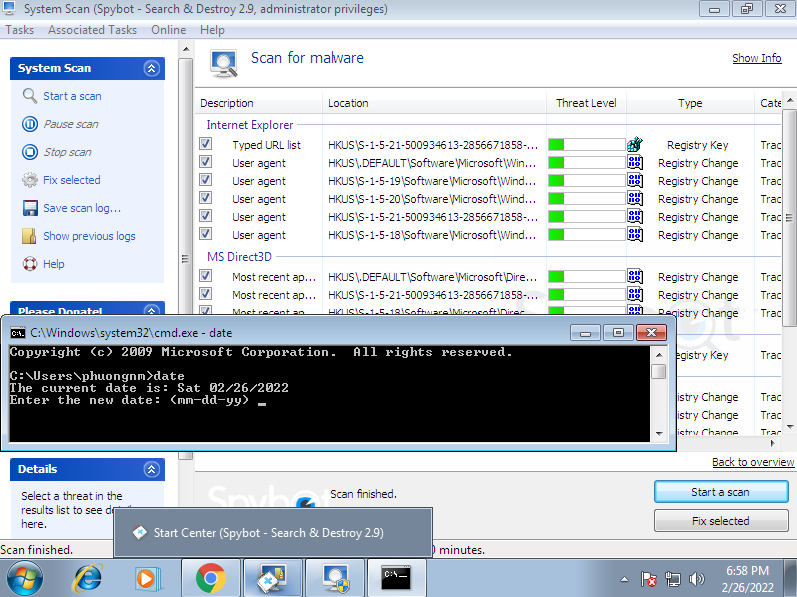 System Scan (Spybot - Search & Destroy 2.9, administrator privileges)
Tasks Associated Tasks Online Help
System Scan
Start a scan
Pause scan
Stop scan
Fix selected
Save scan log...
Show previous logs
Help
Please Donate!
Scan for malware
Show Info
Description Location Threat Level Type Cate
Internet Explorer
Typed URL list HKUS\S-1-5-21-500934613-2856671858-... Registry Key Trac
User agent HKUS\.DEFAULT\Software\Microsoft\Win... Registry Change Trac
User agent HKUS\S-1-5-19\Software\Microsoft\Wind... Registry Change Trac
User agent HKUS\S-1-5-20\Software\Microsoft\Wind... Registry Change Trac
User agent HKUS\S-1-5-21-500934613-2856671858-... Registry Change Trac
User agent HKUS\S-1-5-18\Software\Microsoft\Wind... Registry Change Trac
MS Direct3D
Most recent ap... HKUS\.DEFAULT\Software\Microsoft\Dire... Registry Change Trac
Most recent ap... HKUS\S-1-5-21-500934613-2856671858-... Registry Change Trac
Most recent ap... HKUS\S-1-5-18\Software\Microsoft\Direc... Registry Change Trac
egistry Key Trac
egistry Change Trac
egistry Change Trac
egistry Change Trac
C:\Windows\system32\cmd.exe - date
Copyright (c) 2009 Microsoft Corporation.  All rights reserved.
C:\Users\phuongnm>date
The current date is: Sat 02/26/2022
Enter the new date: (mm-dd-yy) _
Back to overview
Details
Select a threat in the
results list to see det
here.
Spybot
Scan finished.
Start a scan
Fix selected
Start Center (Spybot - Search & Destroy 2.9)
Scan finished.
0 minutes.
C:\
6:58 PM
2/26/2022